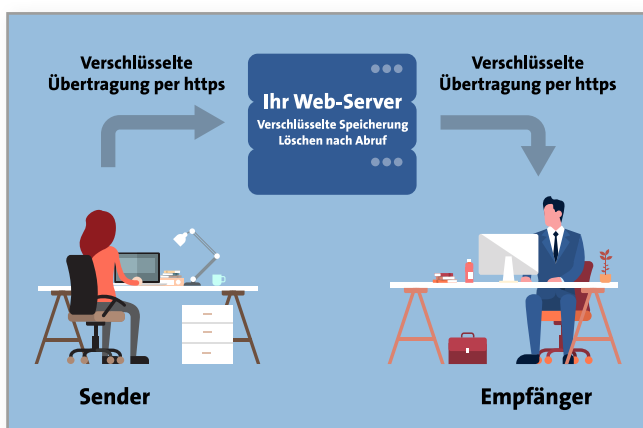 Verschlüsselte
Übertragung per https
Ihr Web-Server
Verschlüsselte Speicherung
Löschen nach Abruf
Verschlüsselte
Übertragung per https
Sender
Empfänger